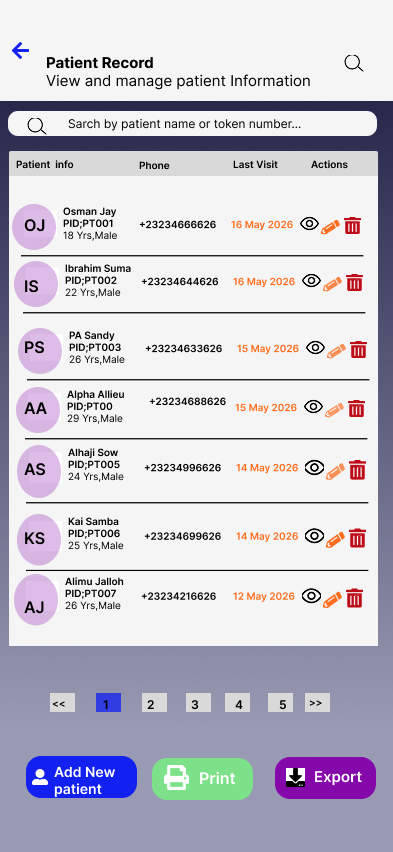 Patient Record
View and manage patient Information
Sarch by patient name or token number...
Patient info Phone Last Visit Actions
OJ
Osman Jay
PID;PT001
18 Yrs,Male
+23234666626
16 May 2026
IS
Ibrahim Suma
PID;PT002
22 Yrs,Male
+23234644626
16 May 2026
PS
PA Sandy
PID;PT003
26 Yrs,Male
+23234633626
15 May 2026
AA
Alpha Allieu
PID;PT00
29 Yrs,Male
+23234688626
15 May 2026
AS
Alhaji Sow
PID;PT005
24 Yrs,Male
+23234996626
14 May 2026
KS
Kai Samba
PID;PT006
25 Yrs,Male
+23234699626
14 May 2026
AJ
Alimu Jalloh
PID;PT007
26 Yrs,Male
+23234216626
12 May 2026
<< 1 2 3 4 5 >>
Add New
patient
Print
Export